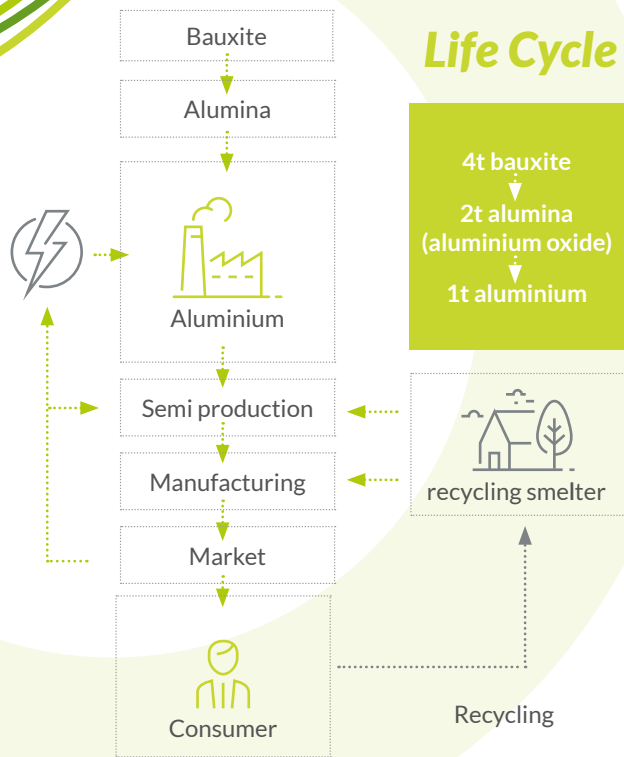 Life Cycle
Bauxite
Alumina
Aluminium
Semi production
Manufacturing
Market
Consumer
4t bauxite
2t alumina
(aluminium oxide)
1t aluminium
recycling smelter
Recycling